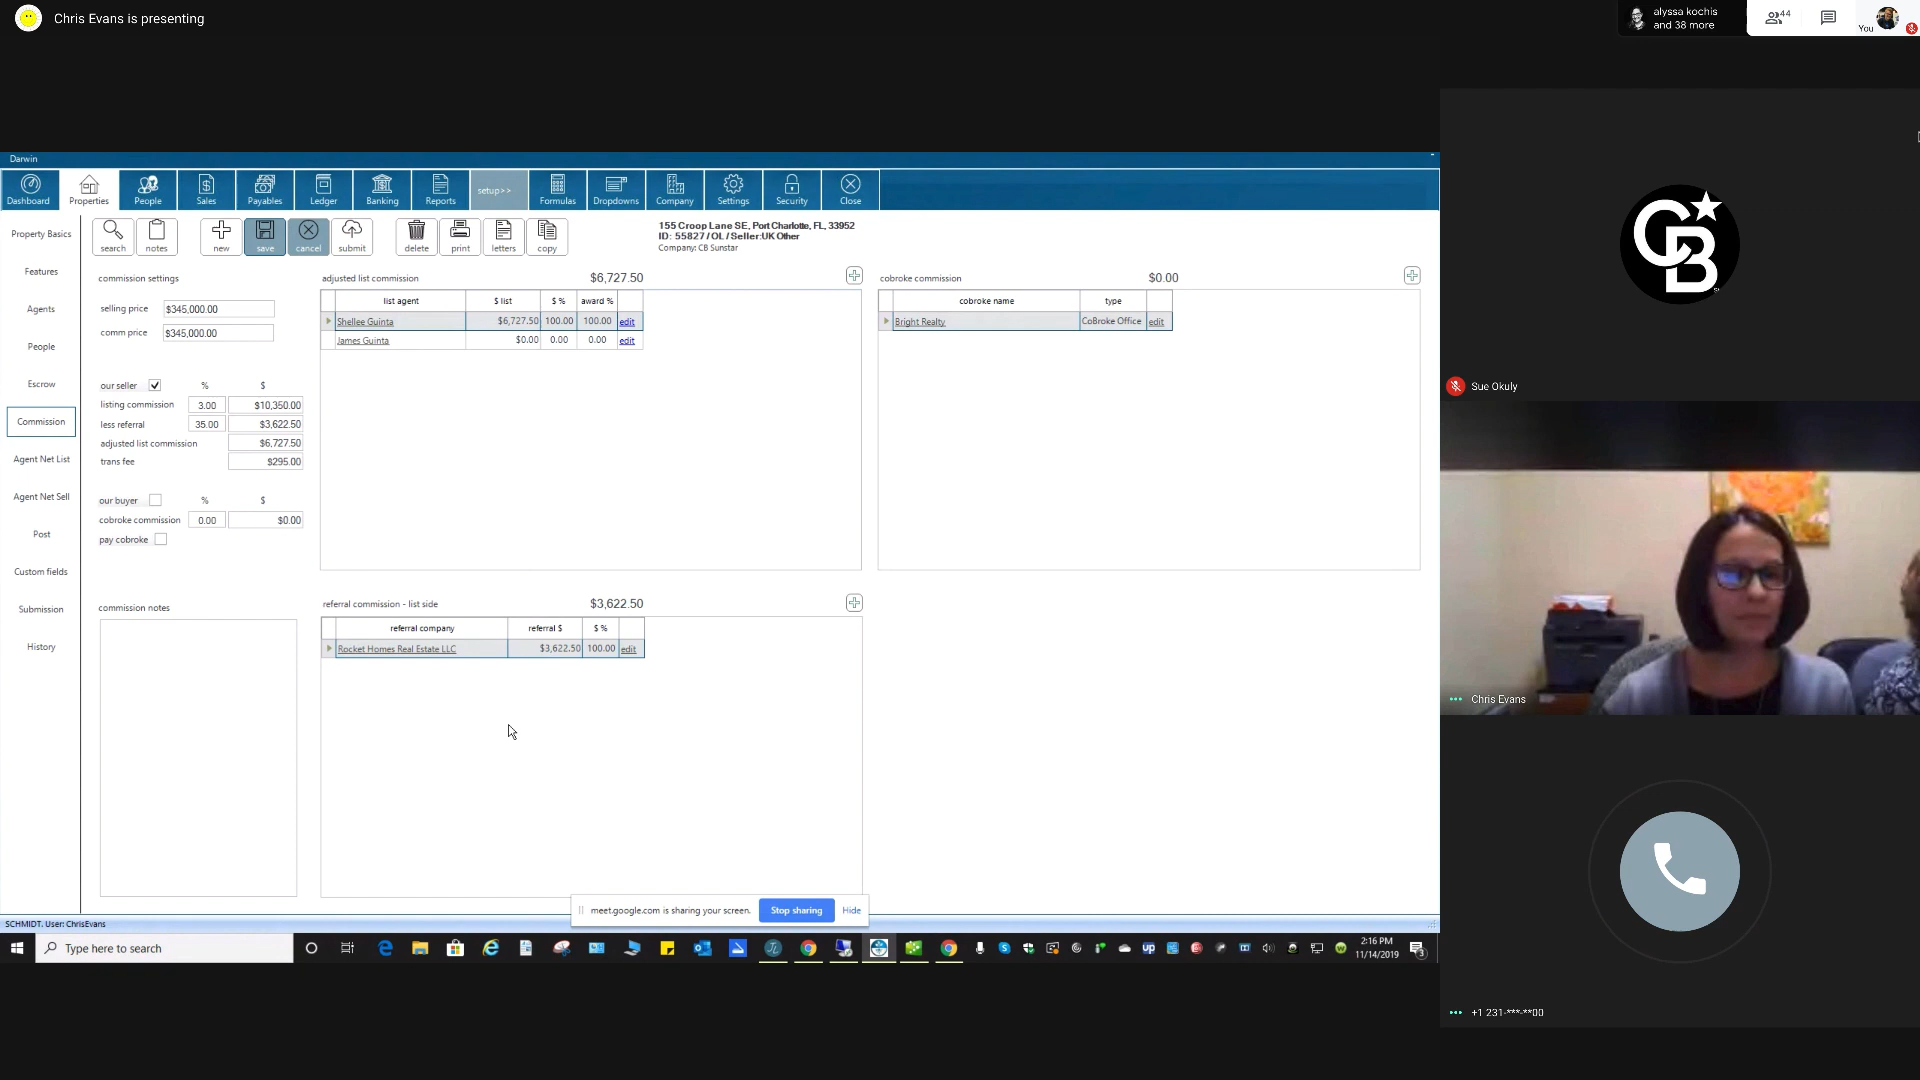 Chris Evans is presenting
alyssa kochis
and 38 more
44
You
Darwin
Dashboard
Properties
People
Sales
Payables
Ledger
Banking
Reports
setup>>
Formulas
Dropdowns
Company
Settings
Security
Close
search
notes
new
save
cancel
submit
delete
print
letters
copy
155 Croop Lane SE, Port Charlotte, FL, 33952
ID: 55827 / OL / Seller:UK Other
Company: CB Sunstar
Property Basics
Features
Agents
People
Escrow
Commission
Agent Net List
Agent Net Sell
Post
Custom fields
Submission
History
commission settings
selling price $345,000.00
comm price $345,000.00
our seller % $
listing commission 3.00 $10,350.00
less referral 35.00 $3,622.50
adjusted list commission $6,727.50
trans fee $295.00
our buyer % $
cobroke commission 0.00 $0.00
pay cobroke
commission notes
adjusted list commission $6,727.50
list agent $ list $ % award %
Shellee Guinta $6,727.50 100.00 100.00 edit
James Guinta $0.00 0.00 0.00 edit
cobroke commission $0.00
cobroke name type
Bright Realty CoBroke Office edit
referral commission - list side $3,622.50
referral company referral $ $ %
Rocket Homes Real Estate LLC $3,622.50 100.00 edit
meet.google.com is sharing your screen. Stop sharing Hide
SCHMIDT. User: ChrisEvans
Type here to search
up
2:16 PM
11/14/2019
3
CB
Sue Okuly
Chris Evans
+1 231-***-**00